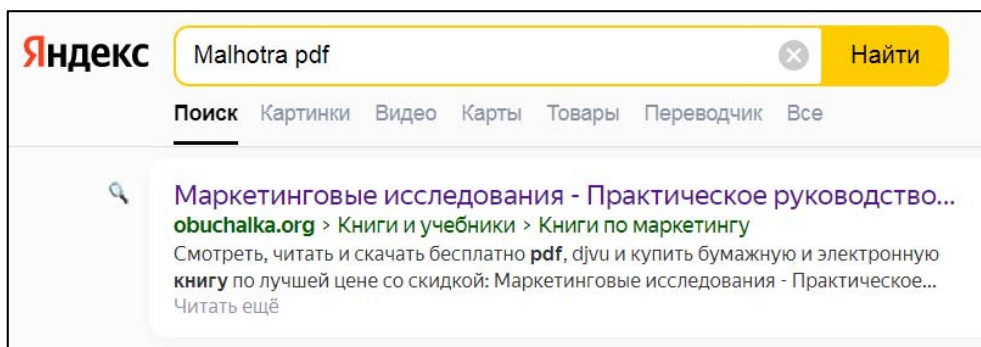 Яндекс Malhotra pdf Найти
Поиск Картинки Видео Карты Товары Переводчик Все
Маркетинговые исследования - Практическое руководство...
obuchalka.org > Книги и учебники > Книги по маркетингу
Смотреть, читать и скачать бесплатно pdf, djvu и купить бумажную и электронную
книгу по лучшей цене со скидкой: Маркетинговые исследования - Практическое...
Читать ещё